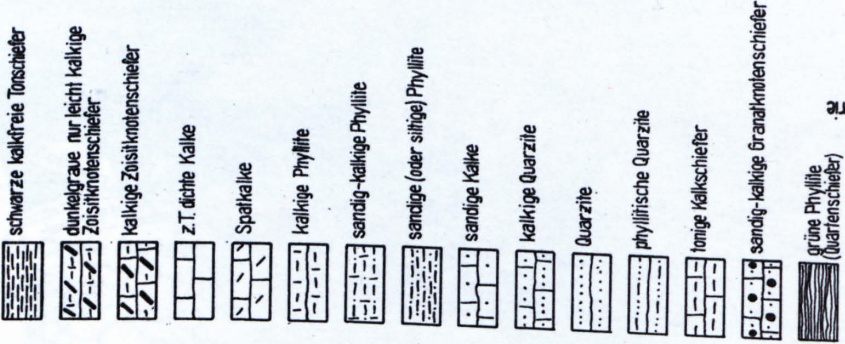 schwarze kalkfreie Tonschiefer
dunkelgraue nur leicht kalkige
Zoisitknotenschiefer
kalkige Zoisitknotenschiefer
z.T. dichte Kalke
Spatkalke
kalkige Phyllite
sandig-kalkige Phyllite
sandige (oder siltige) Phyllite
sandige Kalke
kalkige Quarzite
Quarzite
phyllitische Quarzite
tonige Kalkschiefer
sandig-kalkige Granatknotenschiefer
grüne Phyllite
(Quartenschiefer)